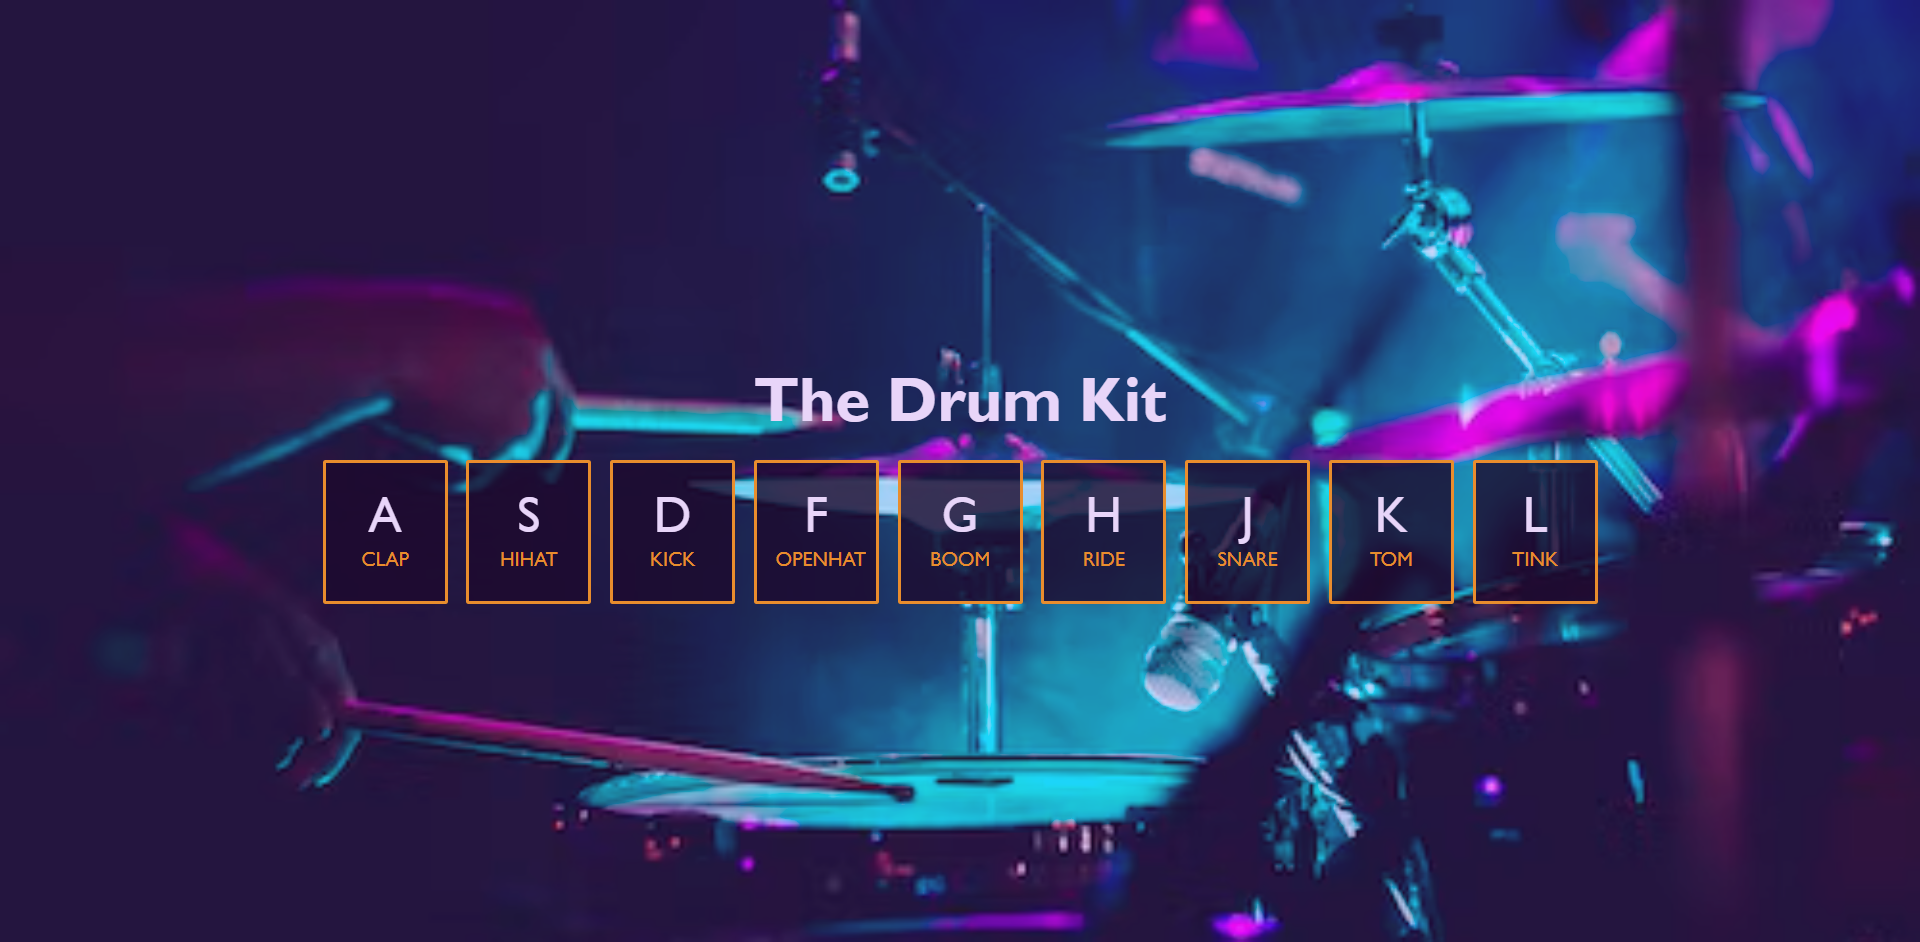 The Drum Kit
A S D F G H J K L
CLAP HIHAT KICK OPENHAT BOOM RIDE SNARE TOM TINK